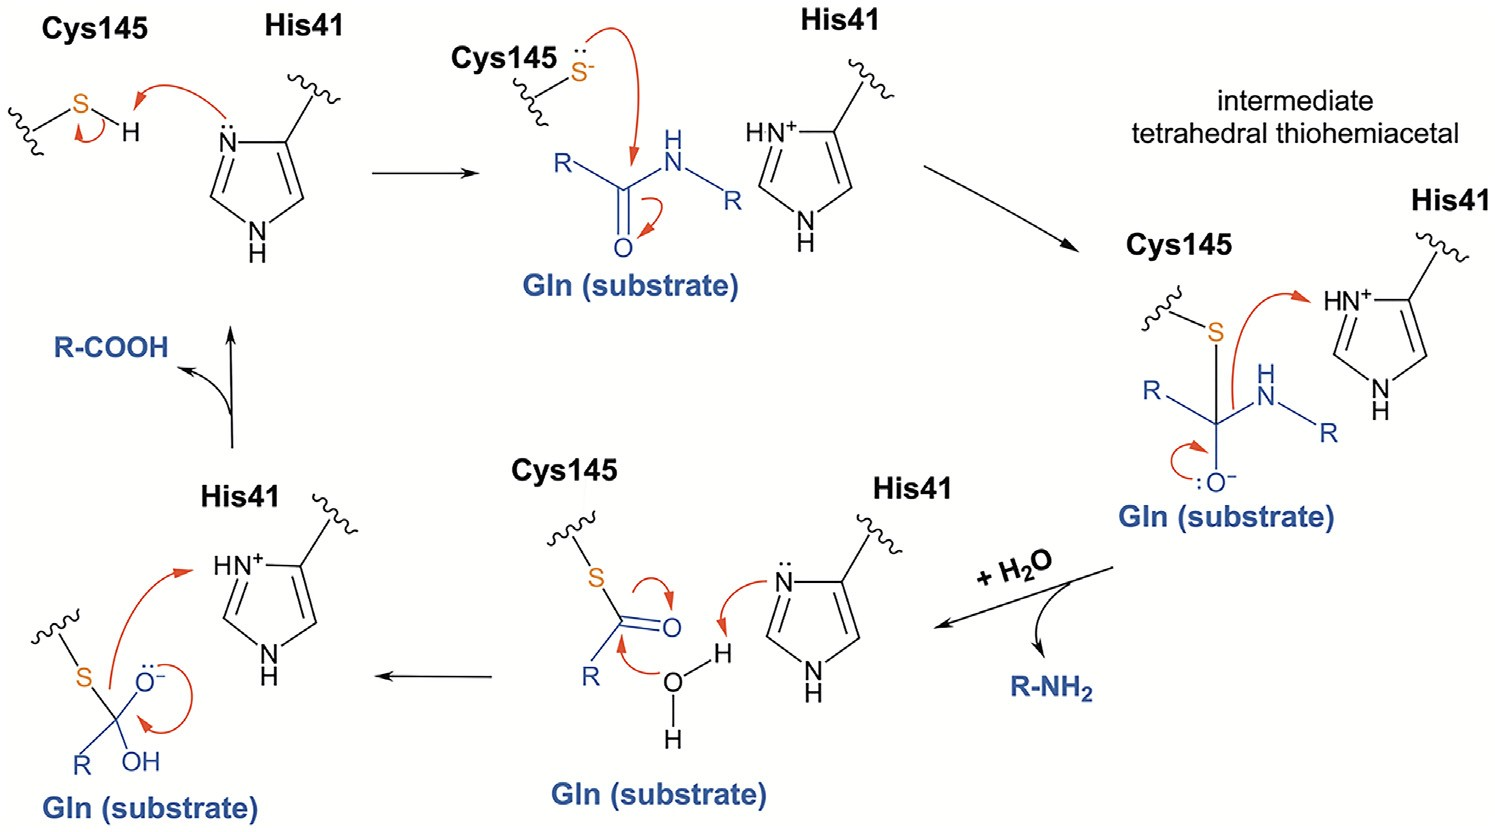 Cys145
His41
S
H
N
N
H
Cys145
S-
His41
HN+
N
H
R
H
N
R
O
Gln (substrate)
intermediate
tetrahedral thiohemiacetal
Cys145
His41
S
HN+
N
H
R
H
N
R
:O−
Gln (substrate)
+ H2O
R-NH2
Cys145
His41
S
O
R
N
N
H
H
O
H
Gln (substrate)
His41
HN+
N
H
S
O−
R
OH
Gln (substrate)
R-COOH